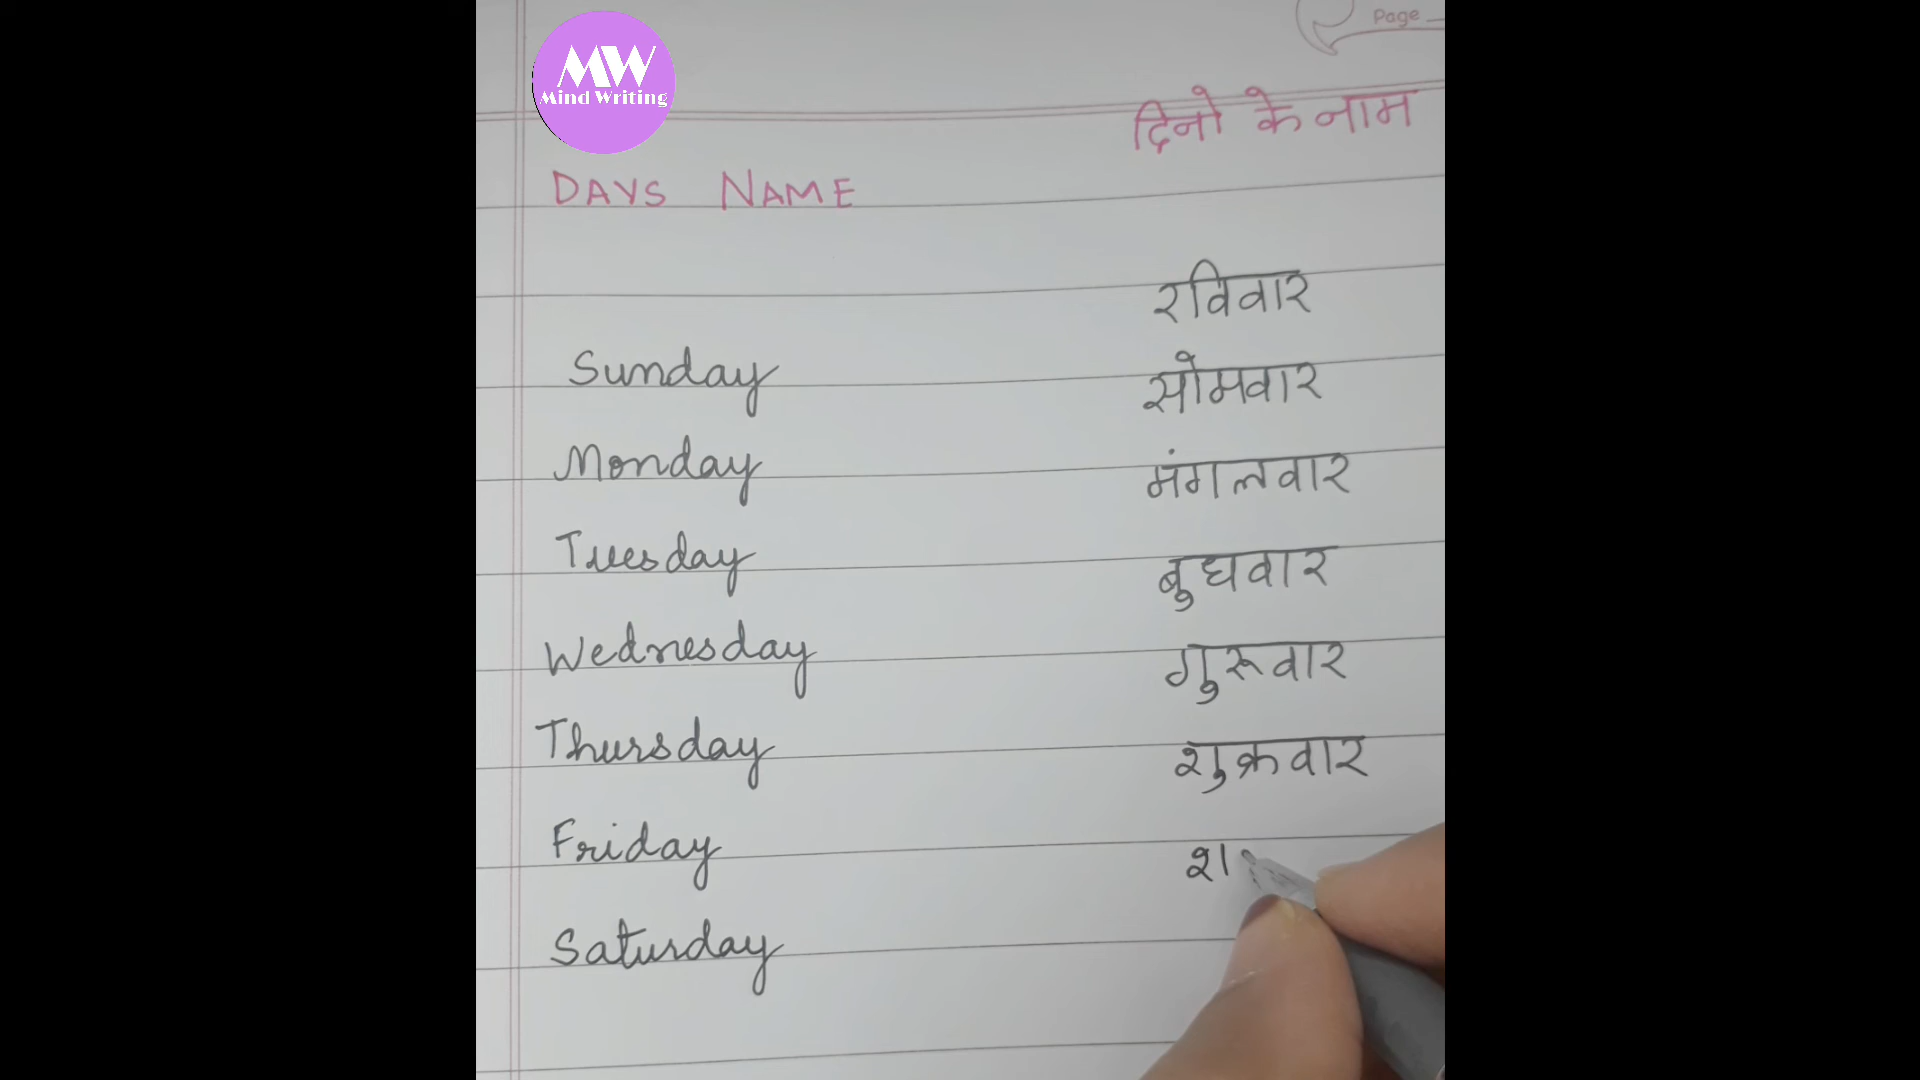 Page
MW
Mind Writing
दिनो के नाम
DAYS NAME
रविवार
Sunday
सोमवार
Monday
मंगलवार
Tuesday
बुधवार
Wednesday
गुरूवार
Thursday
शुक्रवार
Friday
श
Saturday